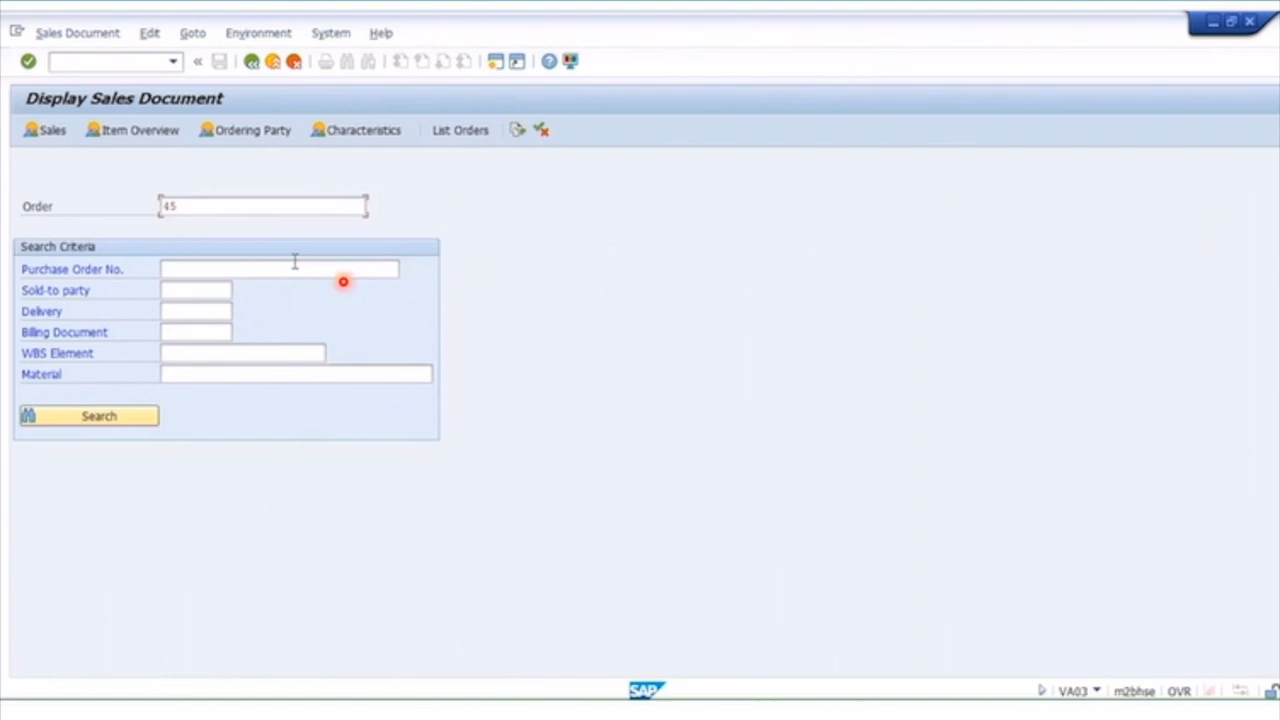 Sales Document Edit Goto Environment System Help
Display Sales Document
Sales Item Overview Ordering Party Characteristics List Orders
Order 45
Search Criteria
Purchase Order No.
Sold-to party
Delivery
Billing Document
WBS Element
Material
Search
SAP VA03 m2bhse OVR